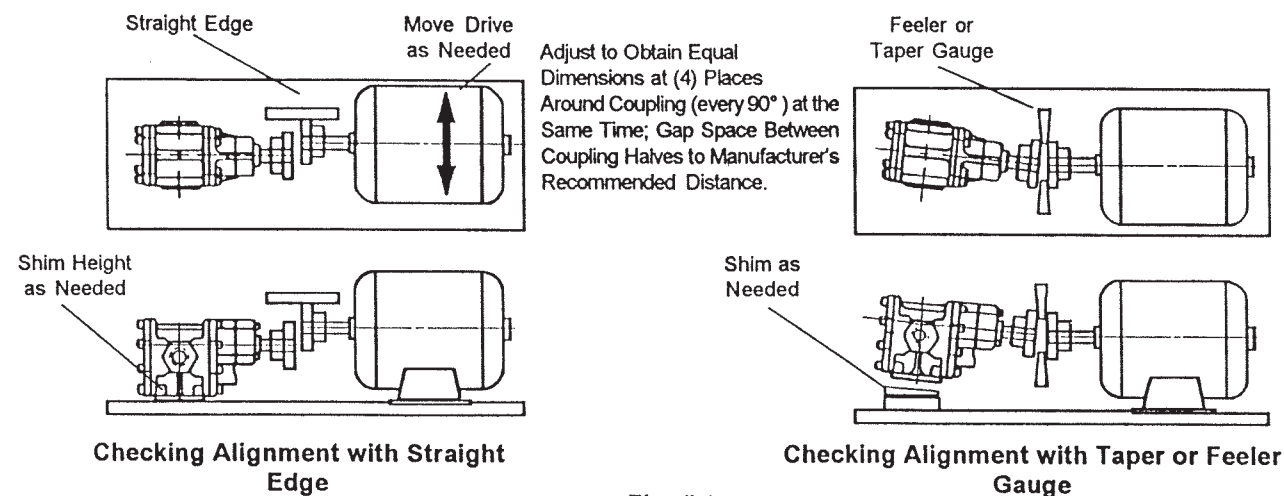 Straight Edge
Move Drive
as Needed
Adjust to Obtain Equal
Dimensions at (4) Places
Around Coupling (every 90° ) at the
Same Time; Gap Space Between
Coupling Halves to Manufacturer's
Recommended Distance.
Feeler or
Taper Gauge
Shim Height
as Needed
Shim as
Needed
Checking Alignment with Straight
Edge
Checking Alignment with Taper or Feeler
Gauge